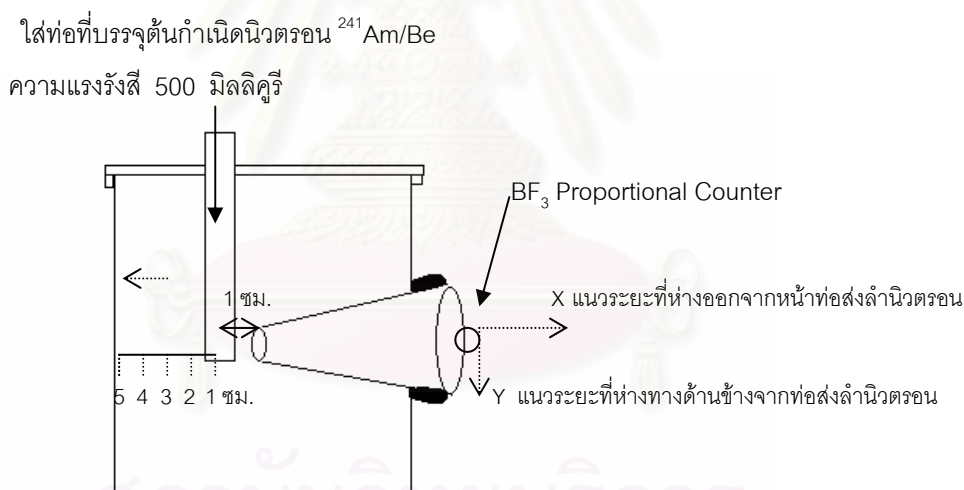 ใส่ท่อที่บรรจุต้นกำเนิดนิวตรอน ²⁴¹Am/Be
ความแรงรังสี 500 มิลลิคูรี
BF₃ Proportional Counter
1 ซม.
X แนวระยะที่ห่างออกจากหน้าท่อส่งลำนิวตรอน
5 4 3 2 1 ซม.
Y แนวระยะที่ห่างทางด้านข้างจากท่อส่งลำนิวตรอน